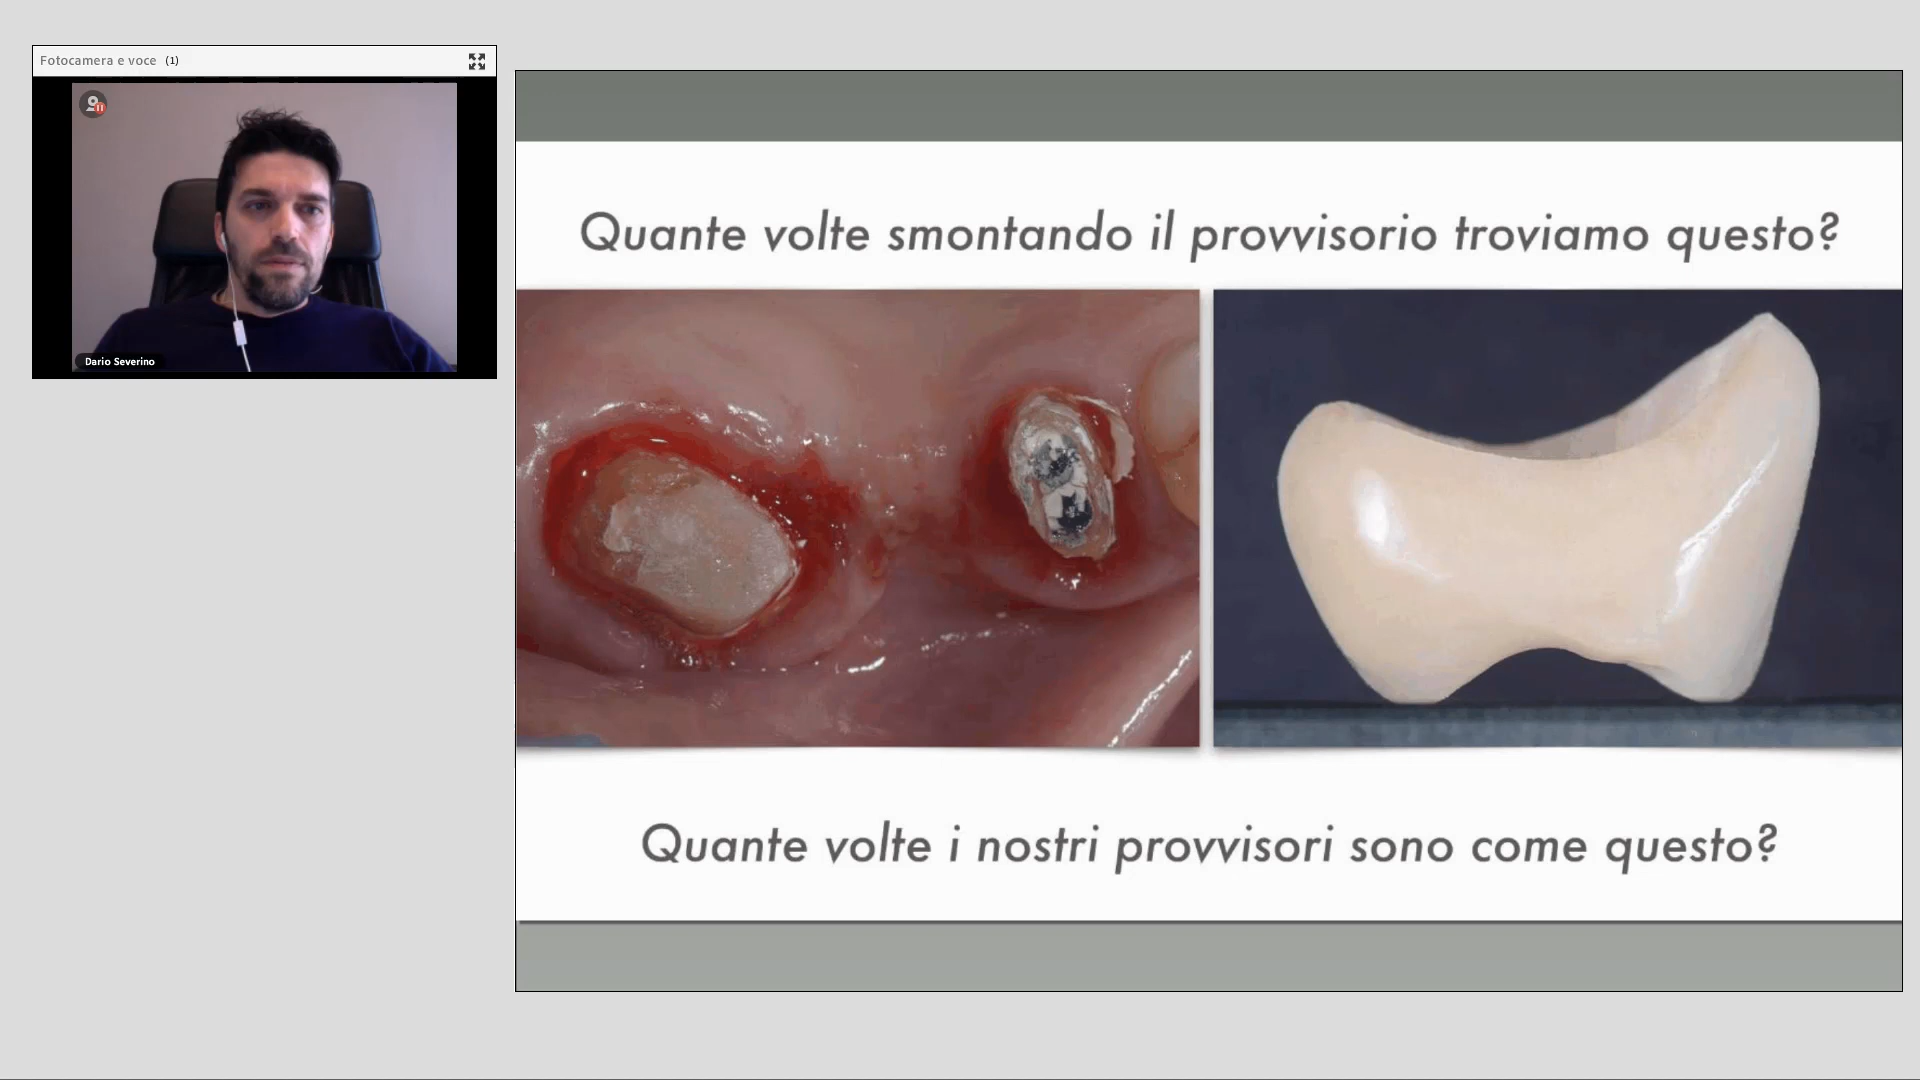 Fotocamera e voce (1)
Dario Severino
Quante volte smontando il provvisorio troviamo questo?
Quante volte i nostri provvisori sono come questo?